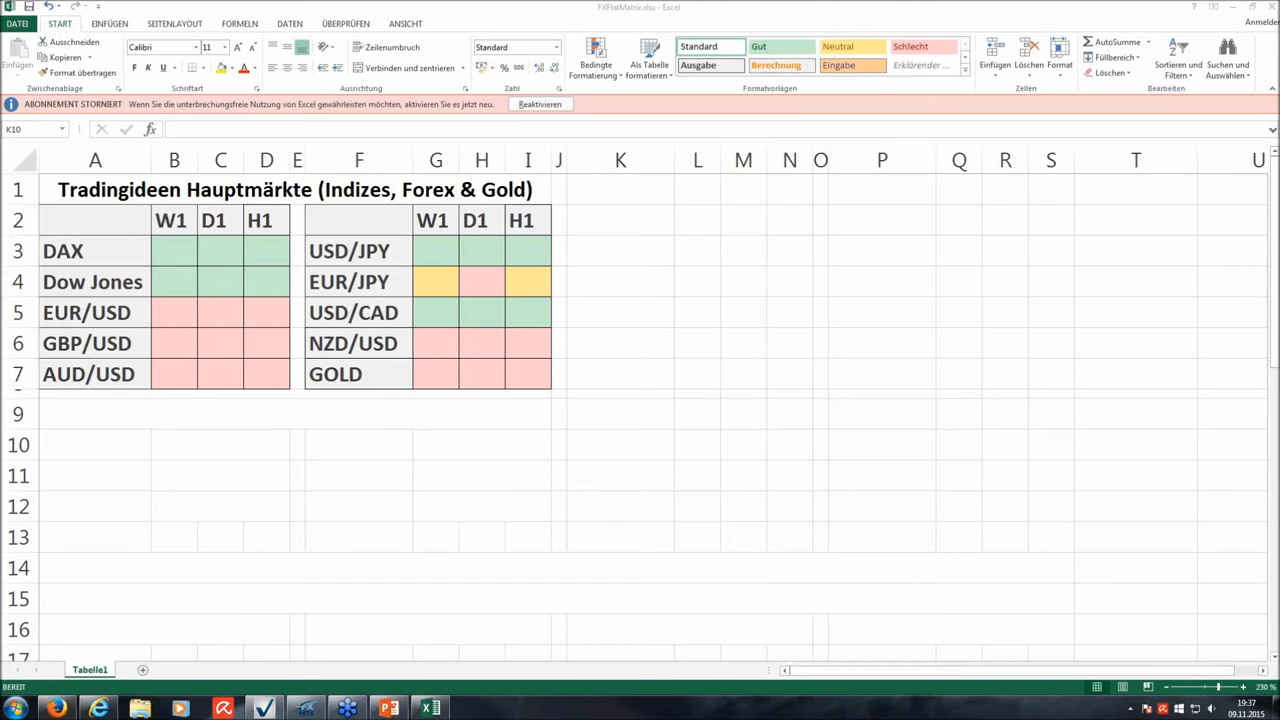 FXFlatMatrix.xlsx - Excel
DATEI START EINFÜGEN SEITENLAYOUT FORMELN DATEN ÜBERPRÜFEN ANSICHT Anmelden
Einfügen
Ausschneiden
Kopieren
Format übertragen
Zwischenablage
Calibri 11
F K U
Schriftart
Zeilenumbruch
Verbinden und zentrieren
Ausrichtung
Standard
% 000
Zahl
Bedingte Formatierung
Als Tabelle formatieren
Standard Gut Neutral Schlecht
Ausgabe Berechnung Eingabe Erklärender ...
Formatvorlagen
Einfügen Löschen Format
Zellen
AutoSumme
Füllbereich
Löschen
Sortieren und Filtern
Suchen und Auswählen
Bearbeiten
ABONNEMENT STORNIERT Wenn Sie die unterbrechungsfreie Nutzung von Excel gewährleisten möchten, aktivieren Sie es jetzt neu. Reaktivieren
K10 fx
A B C D E F G H I J K L M N O P Q R S T U
1 Tradingideen Hauptmärkte (Indizes, Forex & Gold)
2 W1 D1 H1 W1 D1 H1
3 DAX USD/JPY
4 Dow Jones EUR/JPY
5 EUR/USD USD/CAD
6 GBP/USD NZD/USD
7 AUD/USD GOLD
9
10
11
12
13
14
15
16
17
Tabelle1
BEREIT 230 %
19:37
09.11.2015